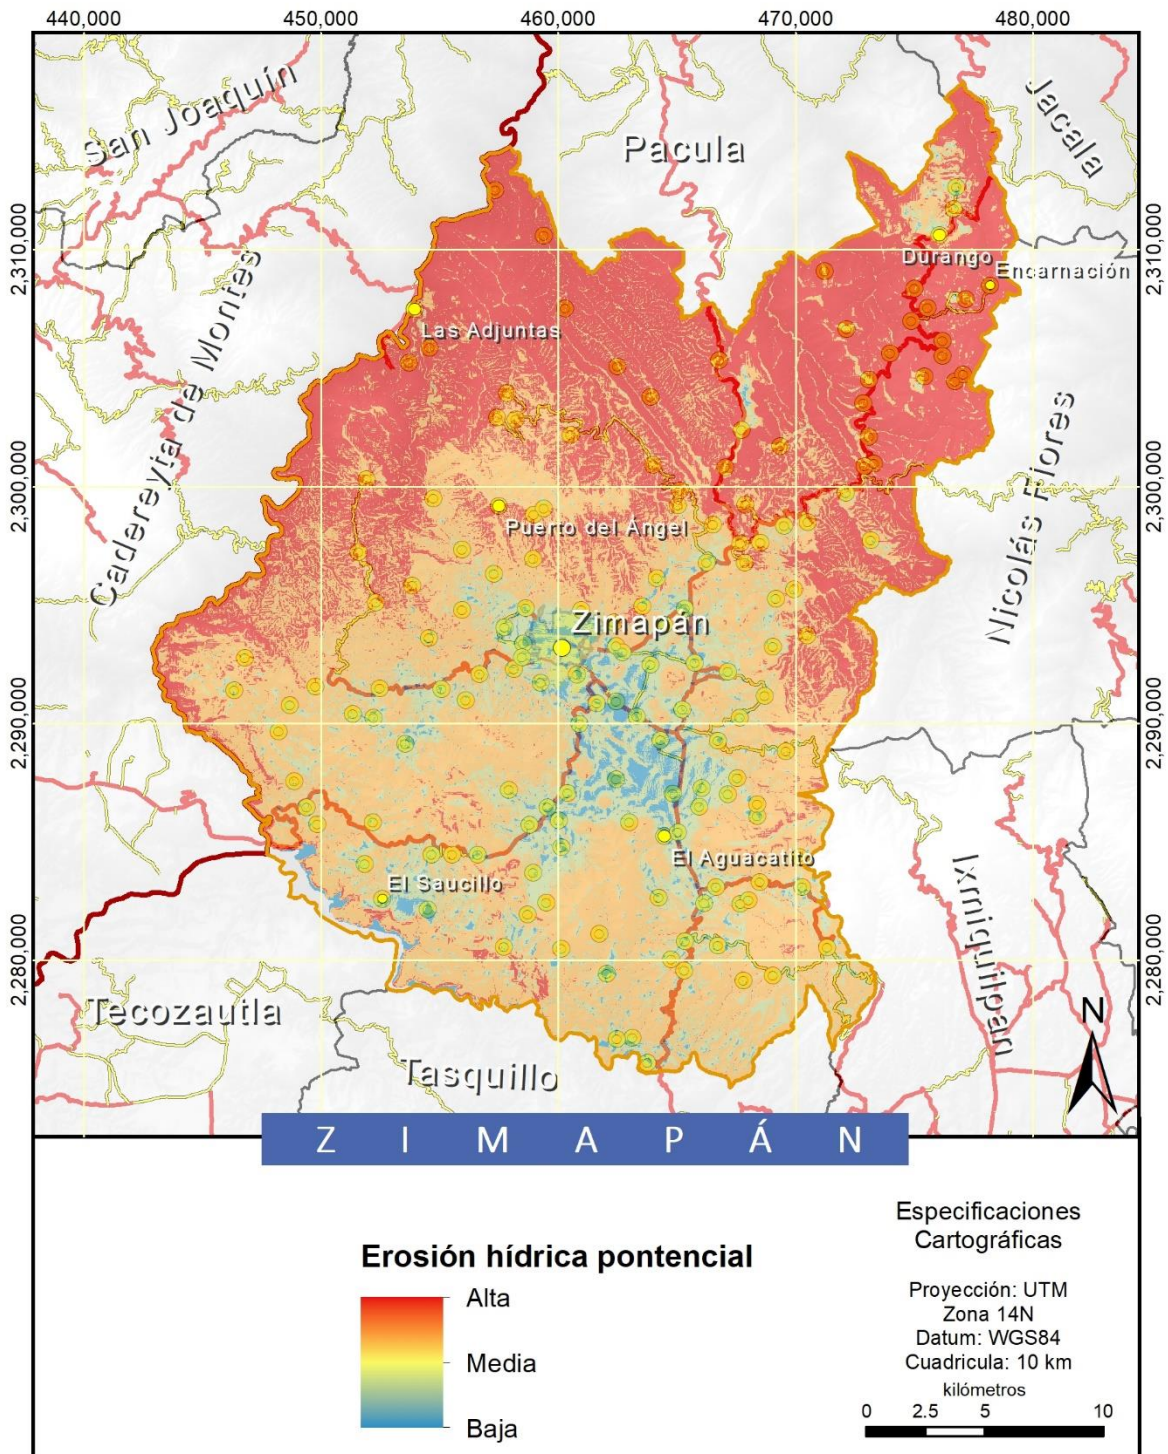 440,000
450,000
460,000
470,000
480,000
San Joaquín
Pacula
Jacala
2,310,000
2,310,000
Durango
Encarnación
Las Adjuntas
Cadereyta de Montes
Nicolás Flores
2,300,000
2,300,000
Puerto del Ángel
Zimapán
2,290,000
2,290,000
El Aguacatito
El Saucillo
Ixmiquilpan
2,280,000
2,280,000
Tecozautla
Tasquillo
N
ZIMAPÁN
Especificaciones
Cartográficas
Erosión hídrica pontencial
Alta
Media
Baja
Proyección: UTM
Zona 14N
Datum: WGS84
Cuadricula: 10 km
kilómetros
0 2.5 5 10